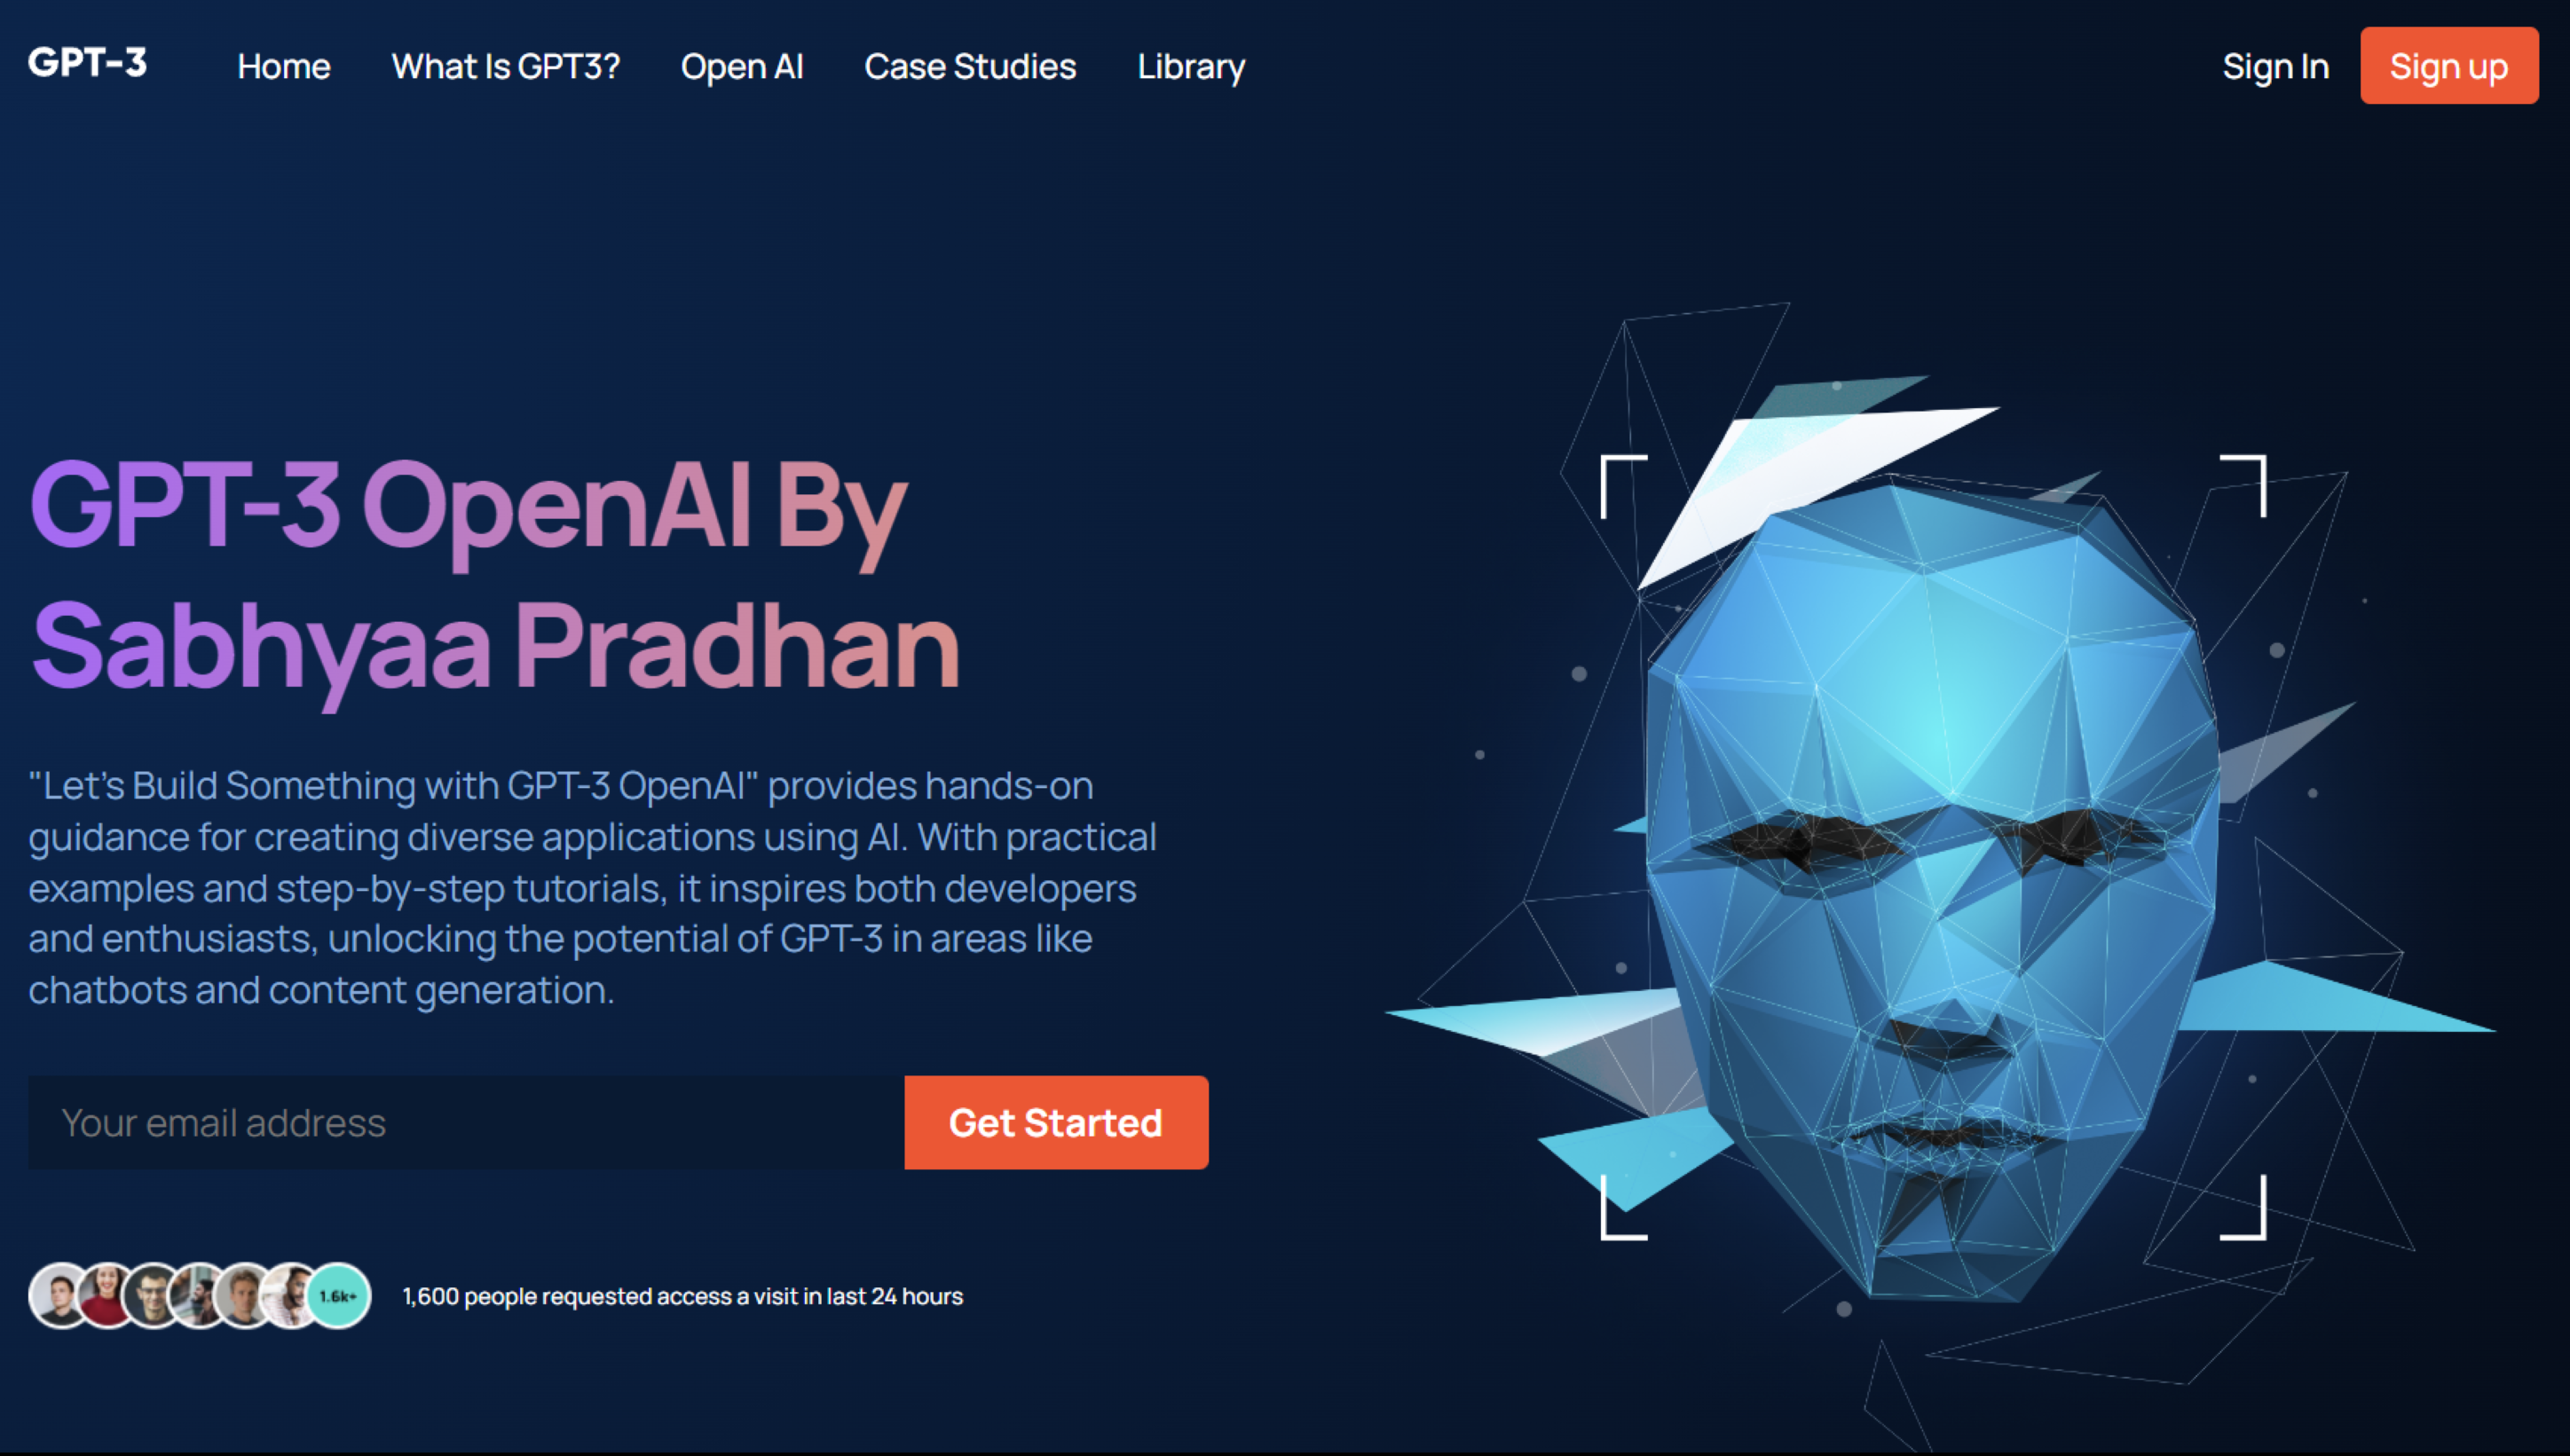 GPT-3
Home
What Is GPT3?
Open AI
Case Studies
Library
Sign In
Sign up
GPT-3 OpenAI By
Sabhyaa Pradhan
"Let's Build Something with GPT-3 OpenAI" provides hands-on
guidance for creating diverse applications using AI. With practical
examples and step-by-step tutorials, it inspires both developers
and enthusiasts, unlocking the potential of GPT-3 in areas like
chatbots and content generation.
Your email address
Get Started
1.6k+
1,600 people requested access a visit in last 24 hours